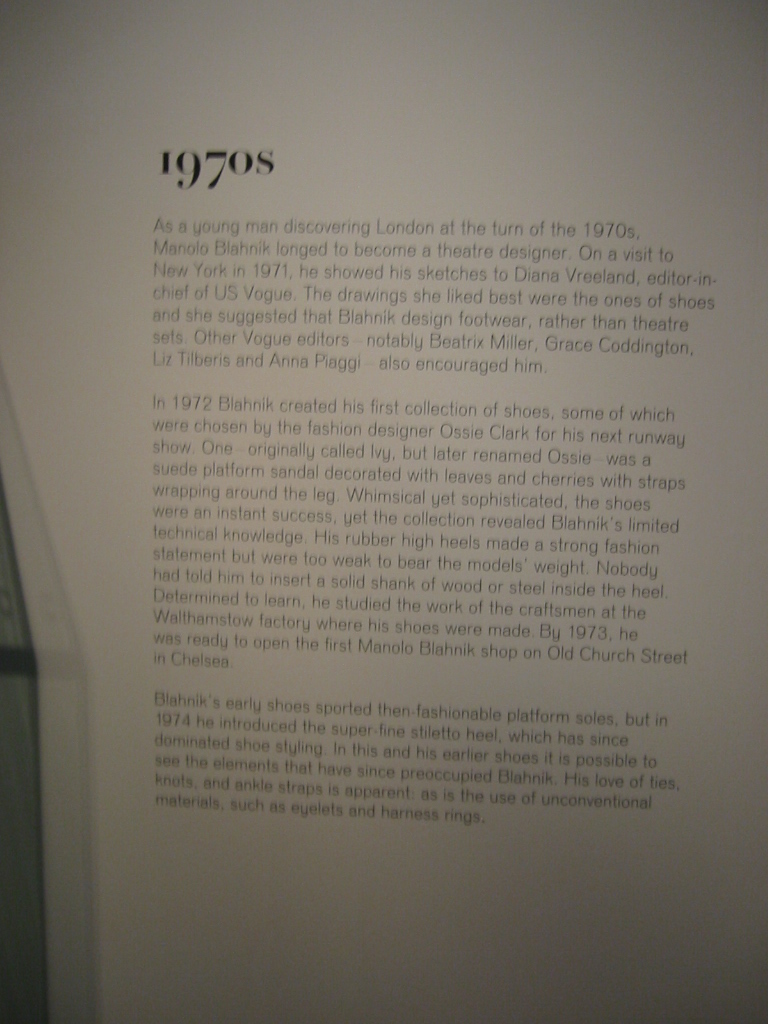 1970s
As a young man discovering London at the turn of the 1970s,
Manolo Blahnik longed to become a theatre designer. On a visit to
New York in 1971, he showed his sketches to Diana Vreeland, editor-in-
chief of US Vogue. The drawings she liked best were the ones of shoes
and she suggested that Blahnik design footwear, rather than theatre
sets. Other Vogue editors – notably Beatrix Miller, Grace Coddington,
Liz Tilberis and Anna Piaggi – also encouraged him.
In 1972 Blahnik created his first collection of shoes, some of which
were chosen by the fashion designer Ossie Clark for his next runway
show. One – originally called Ivy, but later renamed Ossie – was a
suede platform sandal decorated with leaves and cherries with straps
wrapping around the leg. Whimsical yet sophisticated, the shoes
were an instant success, yet the collection revealed Blahnik's limited
technical knowledge. His rubber high heels made a strong fashion
statement but were too weak to bear the models' weight. Nobody
had told him to insert a solid shank of wood or steel inside the heel.
Determined to learn, he studied the work of the craftsmen at the
Walthamstow factory where his shoes were made. By 1973, he
was ready to open the first Manolo Blahnik shop on Old Church Street
in Chelsea.
Blahnik's early shoes sported then-fashionable platform soles, but in
1974 he introduced the super-fine stiletto heel, which has since
dominated shoe styling. In this and his earlier shoes it is possible to
see the elements that have since preoccupied Blahnik. His love of ties,
knots, and ankle straps is apparent: as is the use of unconventional
materials, such as eyelets and harness rings.